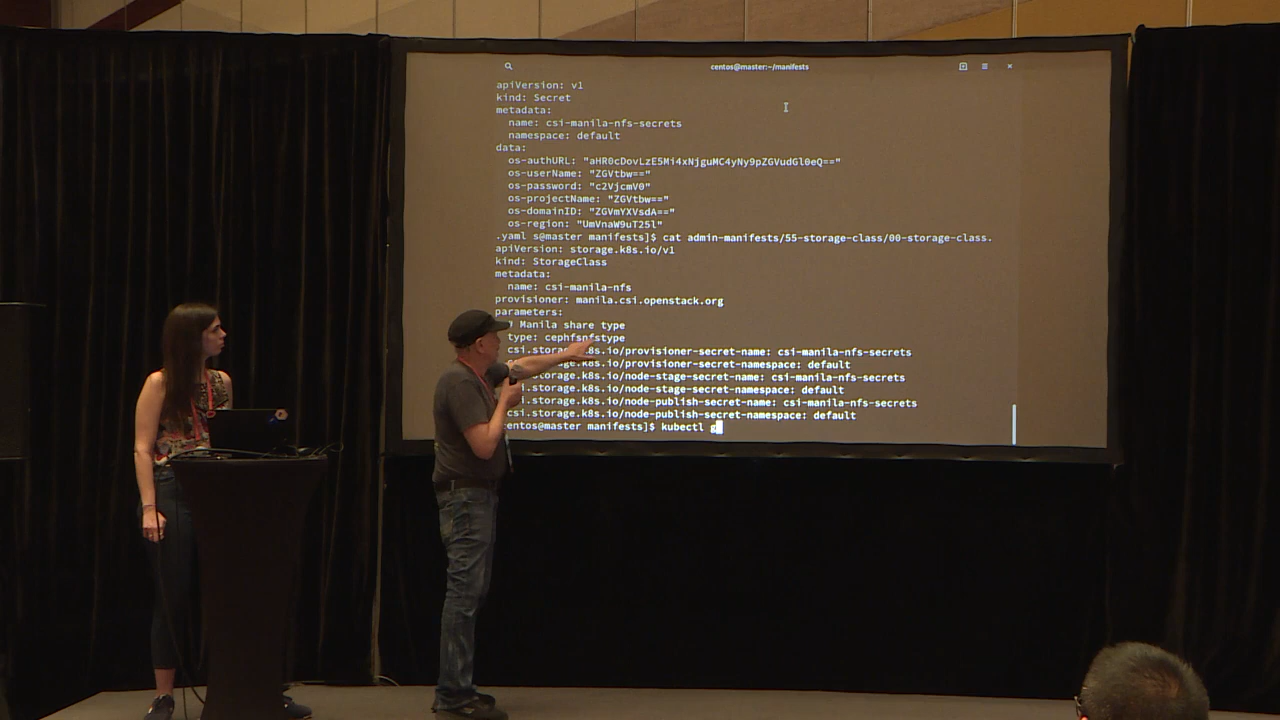 centos@master:~/manifests
apiVersion: v1
kind: Secret
metadata:
name: csi-manila-nfs-secrets
namespace: default
data:
os-authURL: "aHR0cDovLzE5Mi4xNjguMC4yNy9pZGVudGl0eQ=="
os-userName: "ZGVtbw=="
os-password: "c2VjcmV0"
os-projectName: "ZGVtbw=="
os-domainID: "ZGVmYXVsdA=="
os-region: "UmVnaW9uT25l"
.yaml s@master manifests]$ cat admin-manifests/55-storage-class/00-storage-class.
apiVersion: storage.k8s.io/v1
kind: StorageClass
metadata:
name: csi-manila-nfs
provisioner: manila.csi.openstack.org
parameters:
Manila share type
type: cephfsnfstype
csi.storage.k8s.io/provisioner-secret-name: csi-manila-nfs-secrets
csi.storage.k8s.io/provisioner-secret-namespace: default
csi.storage.k8s.io/node-stage-secret-name: csi-manila-nfs-secrets
.storage.k8s.io/node-stage-secret-namespace: default
i.storage.k8s.io/node-publish-secret-name: csi-manila-nfs-secrets
csi.storage.k8s.io/node-publish-secret-namespace: default
entos@master manifests]$ kubectl g